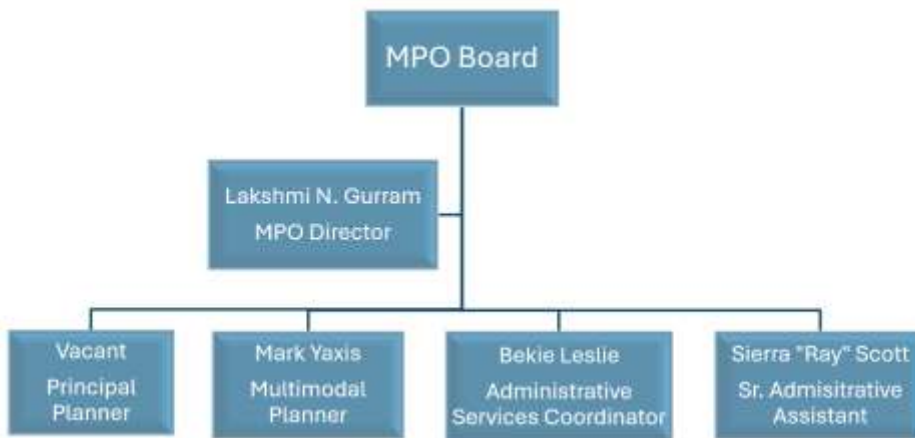 MPO Board
Lakshmi N. Gurram
MPO Director
Vacant
Principal
Planner
Mark Yaxis
Multimodal
Planner
Bekie Leslie
Administrative
Services Coordinator
Sierra "Ray" Scott
Sr. Admisitrative
Assistant